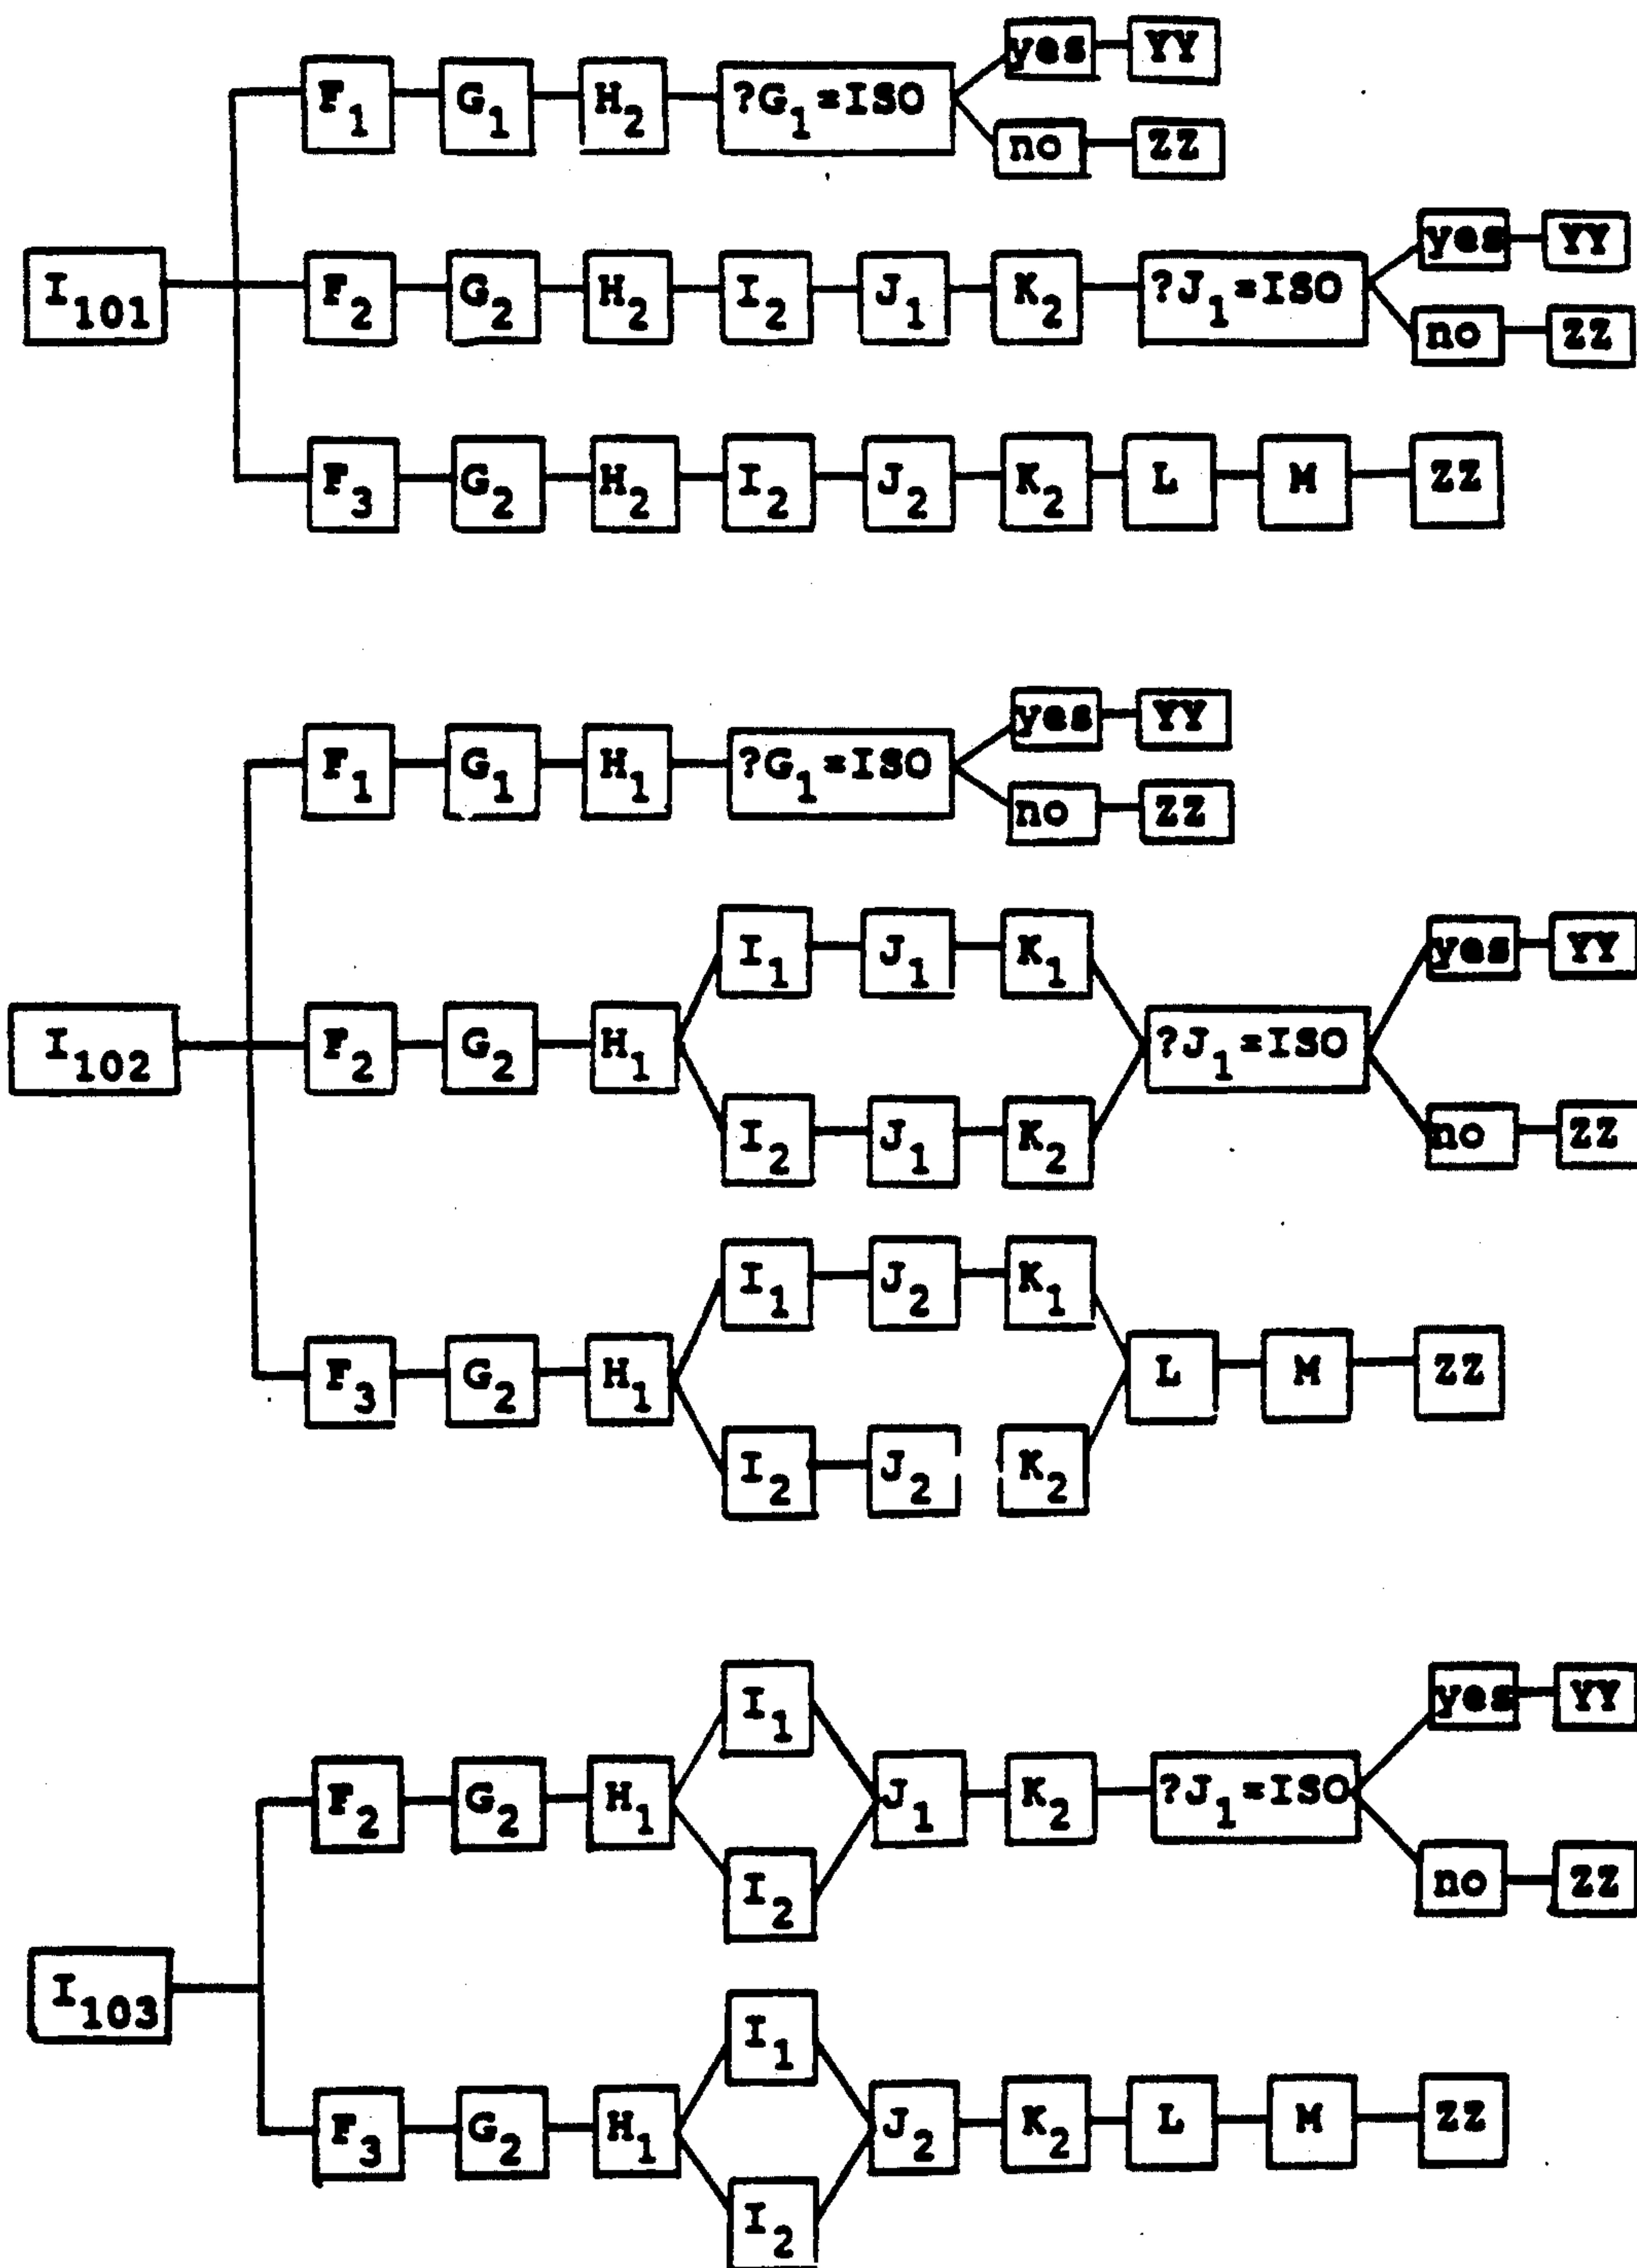 yes YY
F1 G1 H2 ?G1=ISO
no ZZ
yes YY
I101 F2 G2 H2 I2 J1 K2 ?J1=ISO
no ZZ
F3 G2 H2 I2 J2 K2 L M ZZ
yes YY
F1 G1 H1 ?G1=ISO
no ZZ
I1 J1 K1 yes YY
I102 F2 G2 H1 ?J1=ISO
I2 J1 K2 no ZZ
I1 J2 K1
F3 G2 H1 L M ZZ
I2 J2 K2
I1 yes YY
F2 G2 H1 J1 K2 ?J1=ISO
I2 no ZZ
I103
I1
F3 G2 H1 J2 K2 L M ZZ
I2